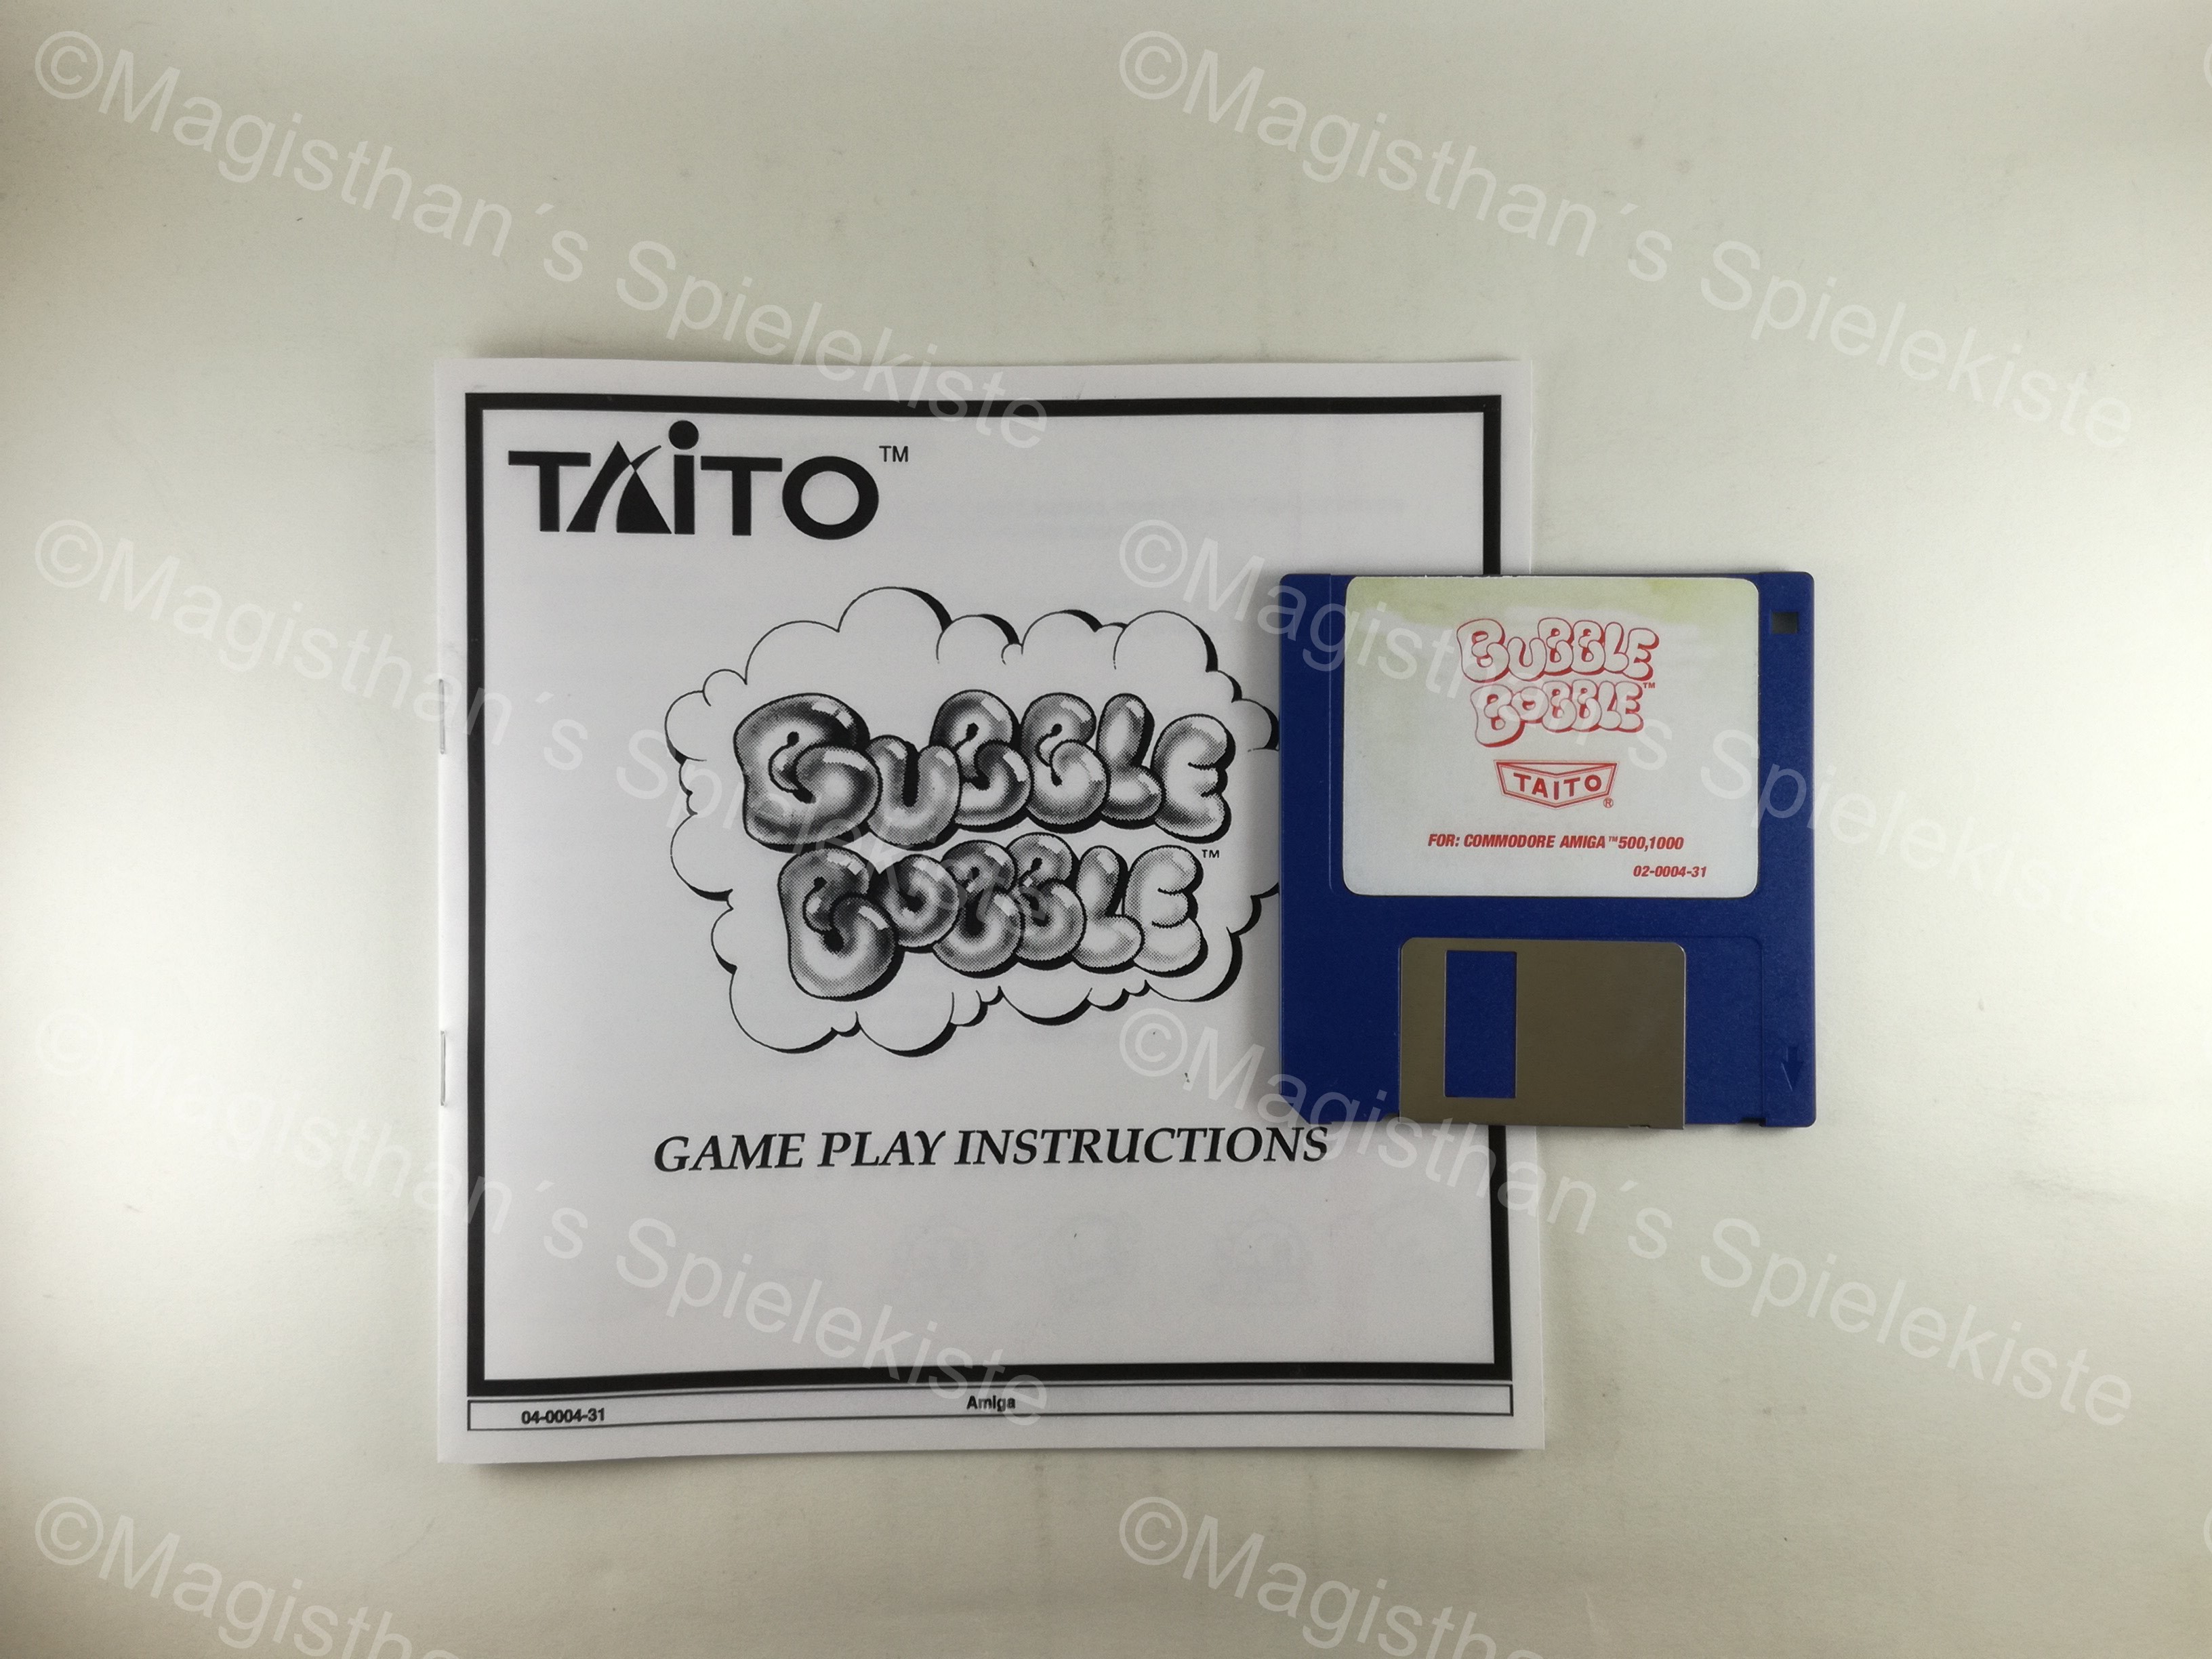 ©Magisthan´s Spielekiste
©Magisthan´s Spielekiste
TAiTO™
BUBBLE
BOBBLE™
GAME PLAY INSTRUCTIONS
04-0004-31
Amiga
BUBBLE
BOBBLE™
TAITO®
FOR: COMMODORE AMIGA™500,1000
02-0004-31
©Magisthan´s Spielekiste
©Magisthan´s Spielekiste
©Magisthan´s Spielekiste
©Magisthan´s Spielekiste
©Magisthan´s
©Magisthan